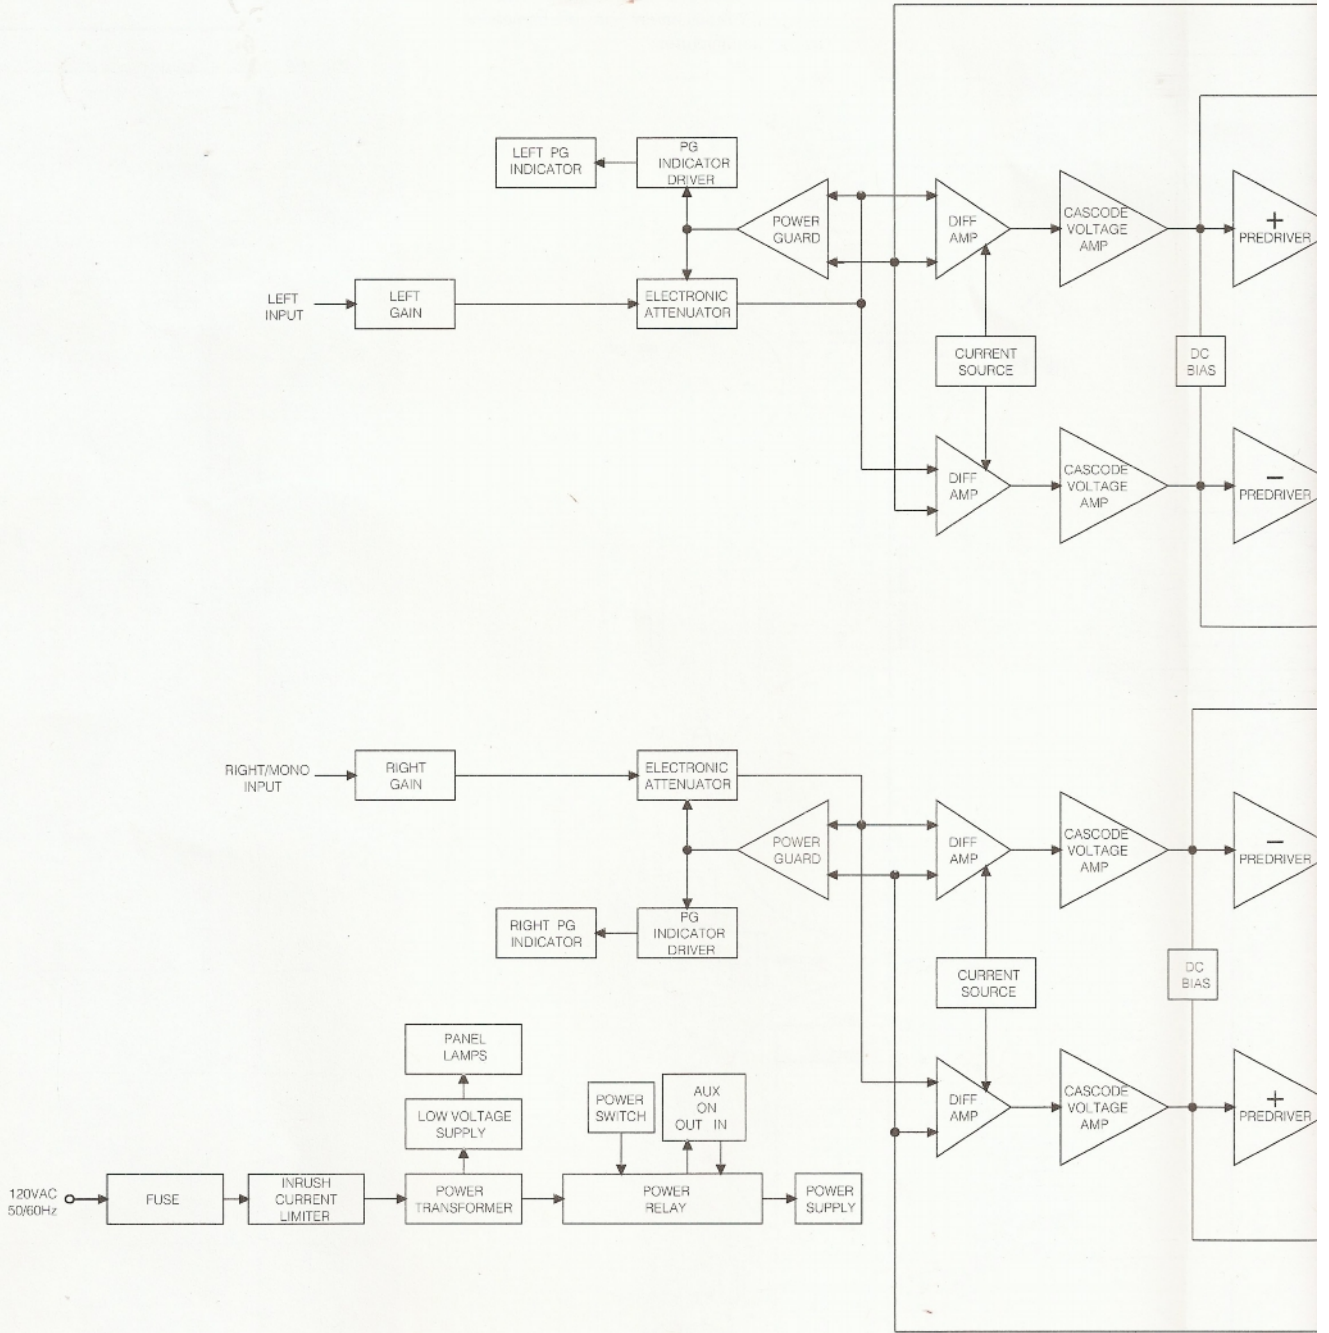 LEFT PG
INDICATOR
PG
INDICATOR
DRIVER
POWER
GUARD
DIFF
AMP
CASCODE
VOLTAGE
AMP
+
PREDRIVER
LEFT
INPUT
LEFT
GAIN
ELECTRONIC
ATTENUATOR
CURRENT
SOURCE
DC
BIAS
DIFF
AMP
CASCODE
VOLTAGE
AMP
−
PREDRIVER
RIGHT/MONO
INPUT
RIGHT
GAIN
ELECTRONIC
ATTENUATOR
POWER
GUARD
DIFF
AMP
CASCODE
VOLTAGE
AMP
−
PREDRIVER
RIGHT PG
INDICATOR
PG
INDICATOR
DRIVER
CURRENT
SOURCE
DC
BIAS
PANEL
LAMPS
LOW VOLTAGE
SUPPLY
POWER
SWITCH
AUX
ON
OUT IN
DIFF
AMP
CASCODE
VOLTAGE
AMP
+
PREDRIVER
120VAC
50/60Hz
FUSE
INRUSH
CURRENT
LIMITER
POWER
TRANSFORMER
POWER
RELAY
POWER
SUPPLY